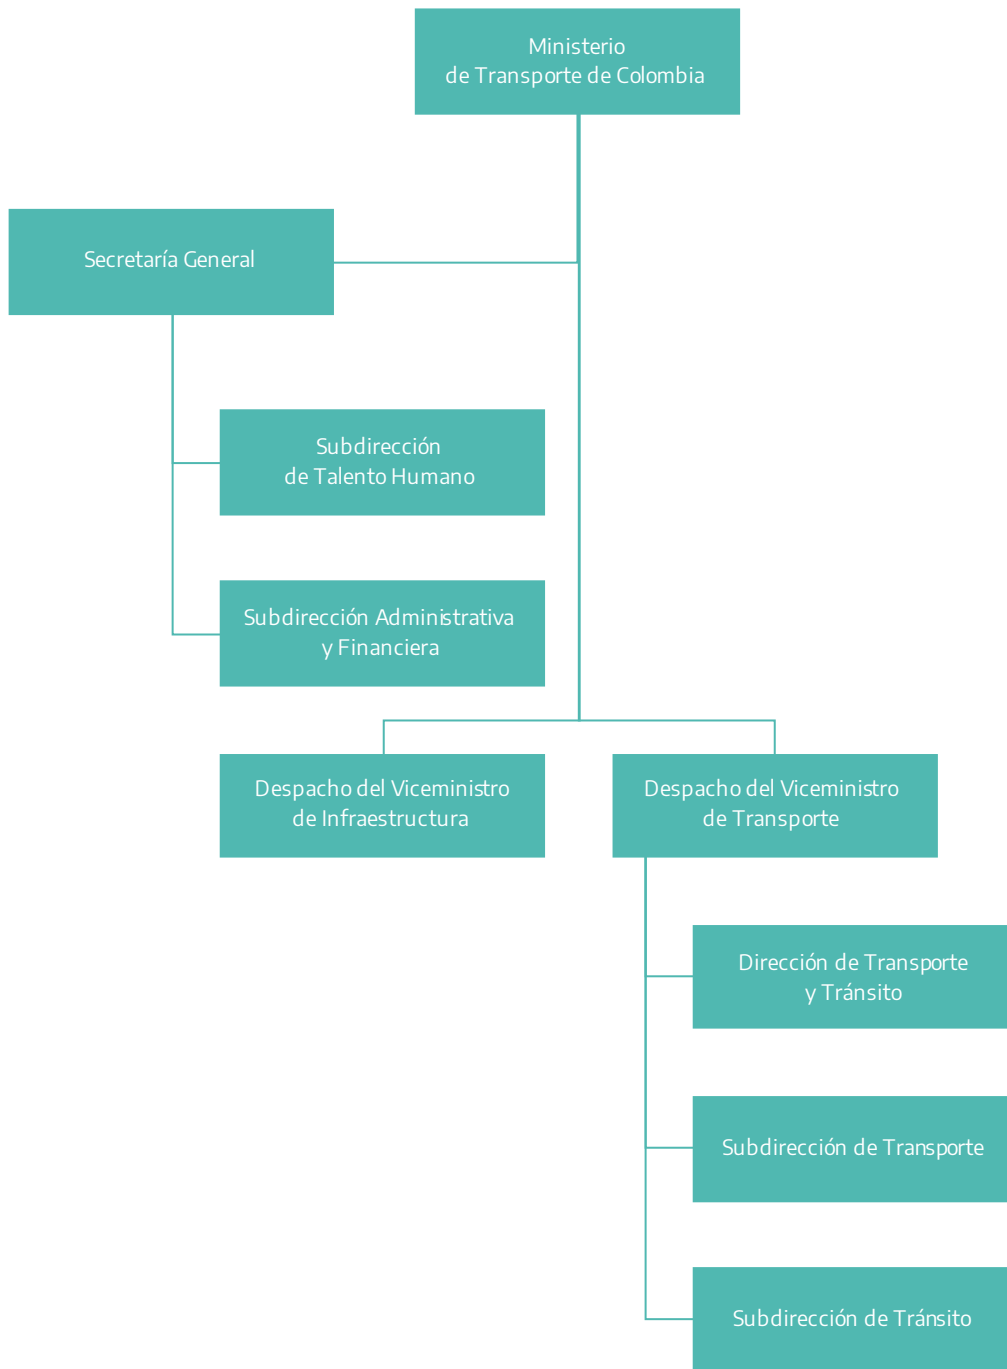 Ministerio
de Transporte de Colombia
Secretaría General
Subdirección
de Talento Humano
Subdirección Administrativa
y Financiera
Despacho del Viceministro
de Infraestructura
Despacho del Viceministro
de Transporte
Dirección de Transporte
y Tránsito
Subdirección de Transporte
Subdirección de Tránsito